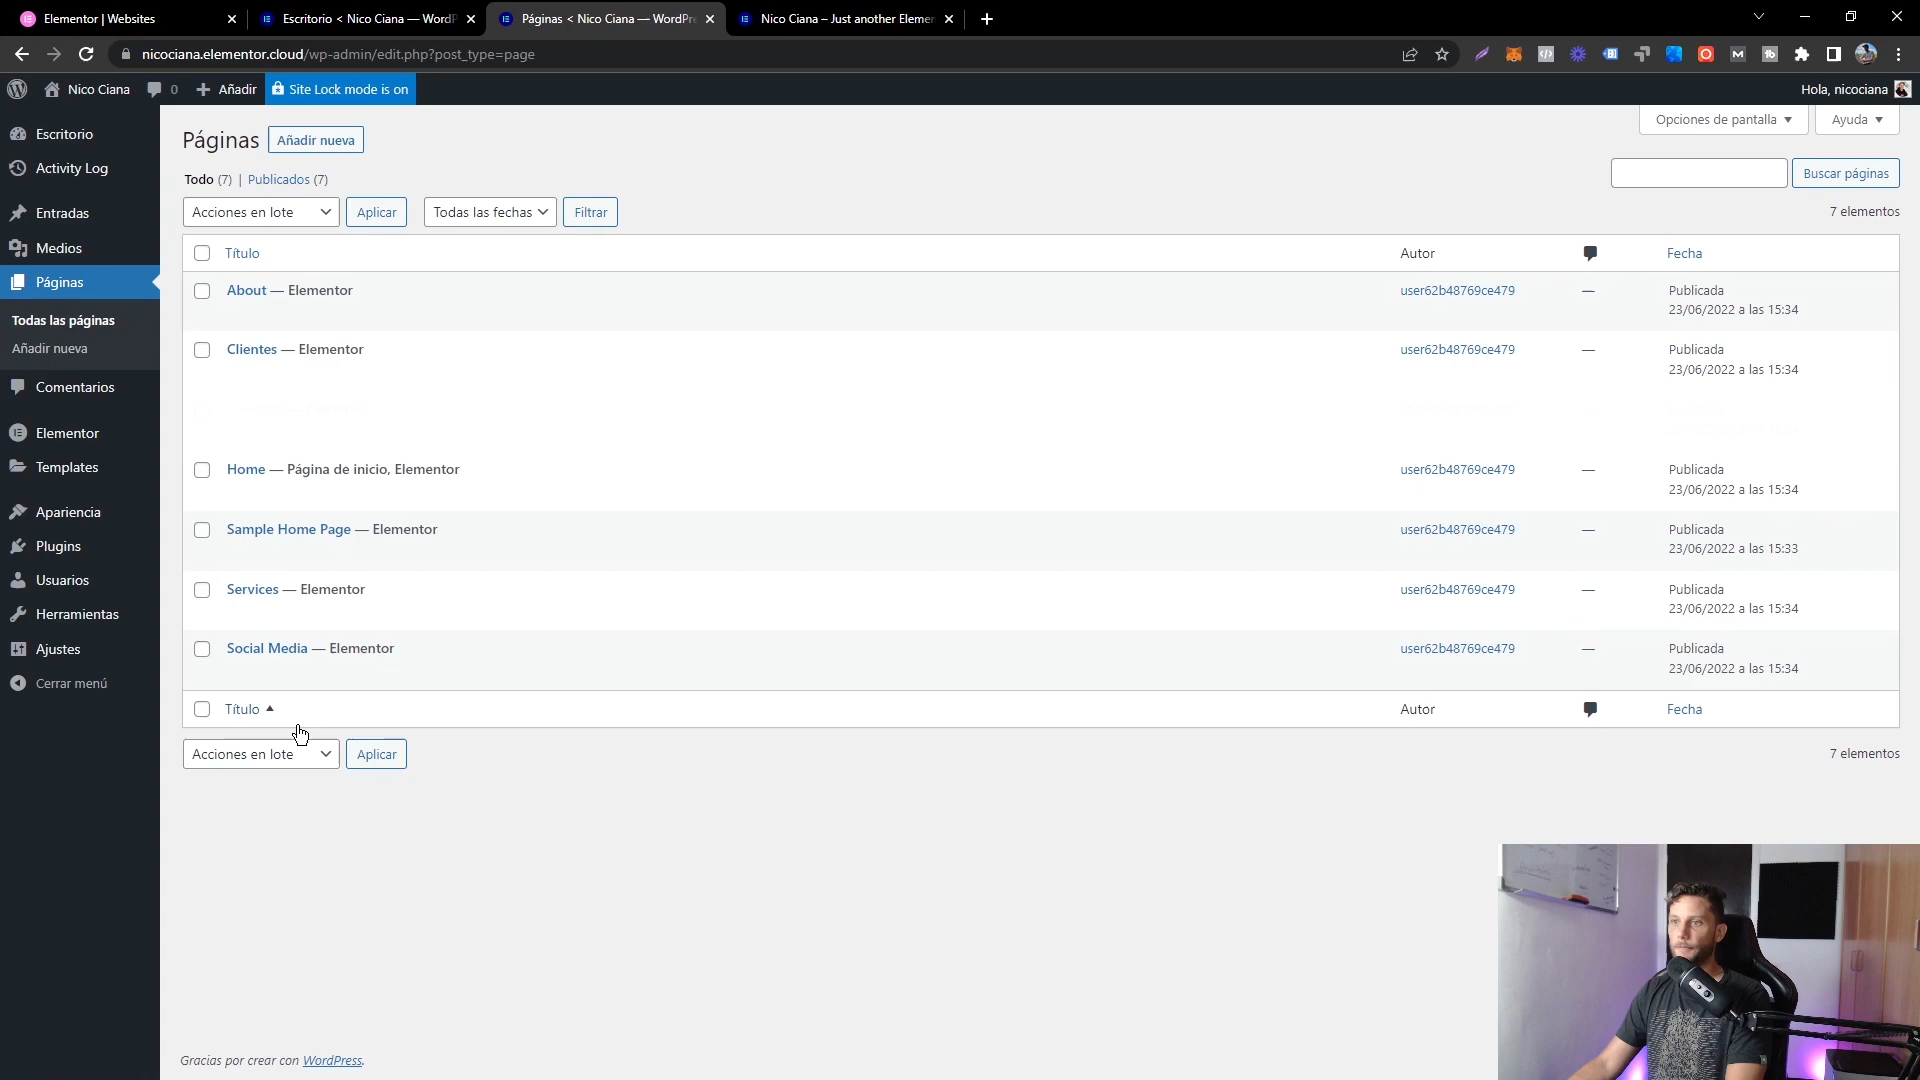 Elementor | Websites
Escritorio < Nico Ciana — WordP
Páginas < Nico Ciana — WordPre
Nico Ciana – Just another Elemen
nicociana.elementor.cloud/wp-admin/edit.php?post_type=page
Nico Ciana
0
Añadir
Site Lock mode is on
Hola, nicociana
Escritorio
Activity Log
Entradas
Medios
Páginas
Todas las páginas
Añadir nueva
Comentarios
Elementor
Templates
Apariencia
Plugins
Usuarios
Herramientas
Ajustes
Cerrar menú
Opciones de pantalla
Ayuda
Páginas
Añadir nueva
Todo (7) | Publicados (7)
Buscar páginas
Acciones en lote
Aplicar
Todas las fechas
Filtrar
7 elementos
Título
Autor
Fecha
About — Elementor
user62b48769ce479
—
Publicada
23/06/2022 a las 15:34
Clientes — Elementor
user62b48769ce479
—
Publicada
23/06/2022 a las 15:34
Home — Página de inicio, Elementor
user62b48769ce479
—
Publicada
23/06/2022 a las 15:34
Sample Home Page — Elementor
user62b48769ce479
—
Publicada
23/06/2022 a las 15:33
Services — Elementor
user62b48769ce479
—
Publicada
23/06/2022 a las 15:34
Social Media — Elementor
user62b48769ce479
—
Publicada
23/06/2022 a las 15:34
Título
Autor
Fecha
Acciones en lote
Aplicar
7 elementos
Gracias por crear con WordPress.